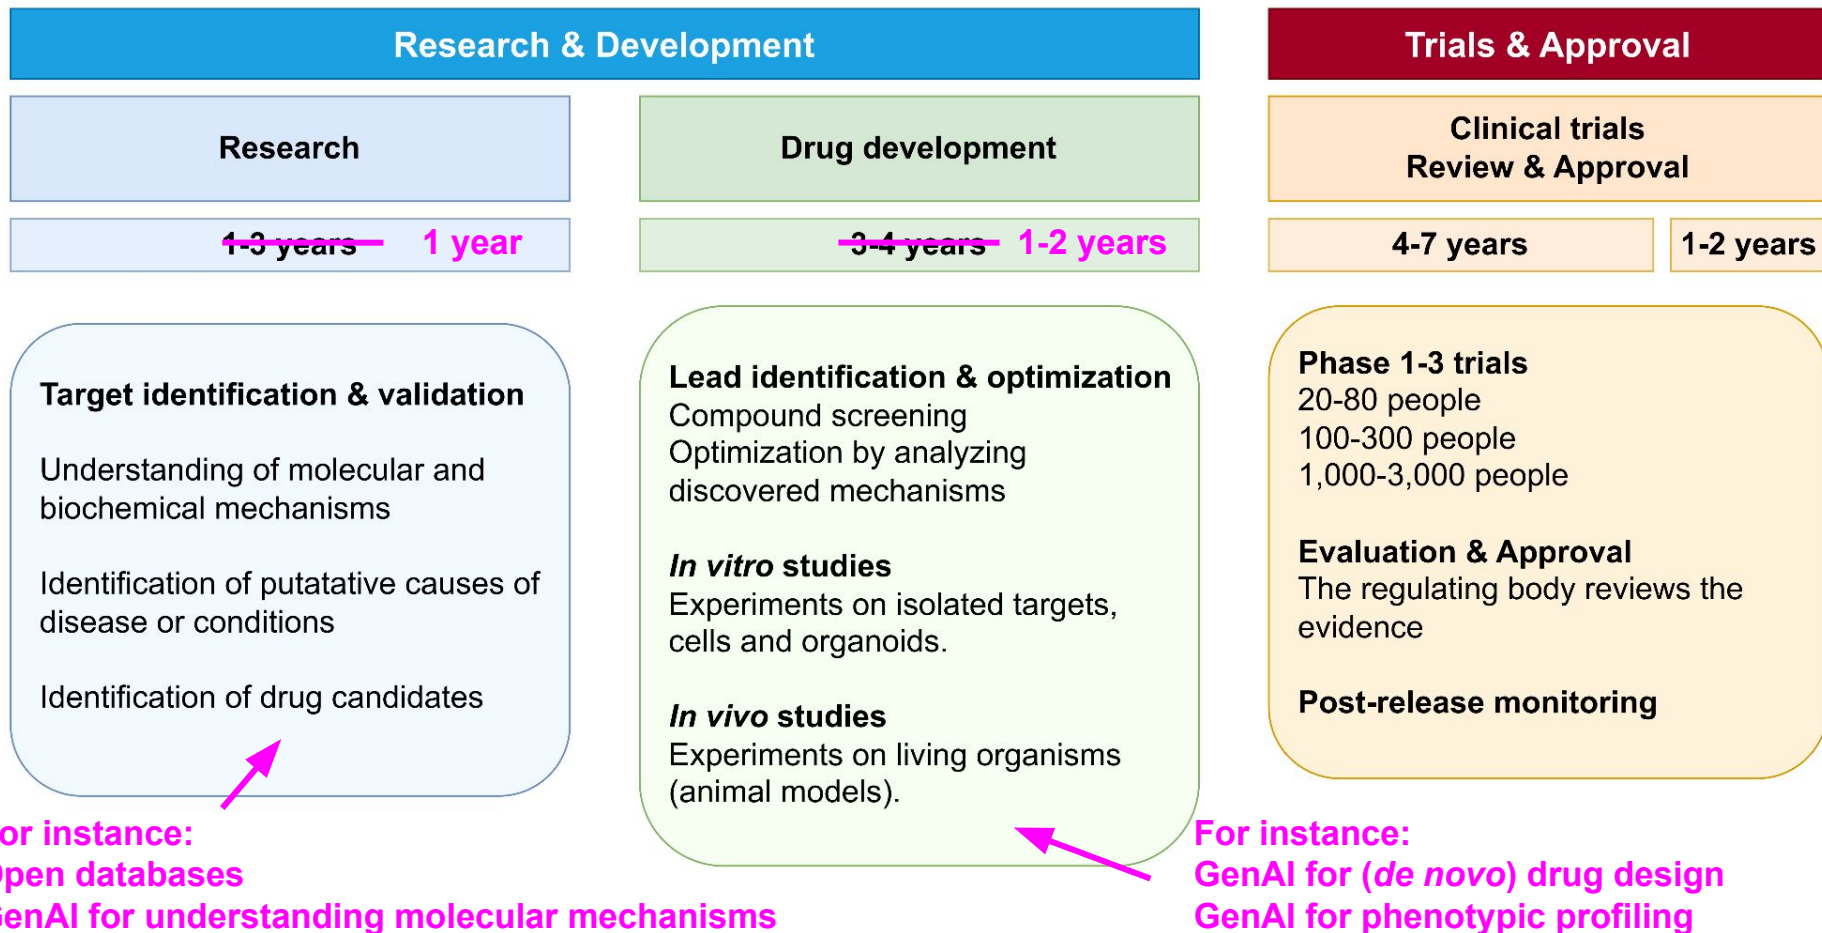 Research & Development
Trials & Approval
Research
Drug development
Clinical trials
Review & Approval
1-3 years 1 year
3-4 years 1-2 years
4-7 years
1-2 years
Target identification & validation
Understanding of molecular and
biochemical mechanisms
Identification of putatative causes of
disease or conditions
Identification of drug candidates
Lead identification & optimization
Compound screening
Optimization by analyzing
discovered mechanisms
In vitro studies
Experiments on isolated targets,
cells and organoids.
In vivo studies
Experiments on living organisms
(animal models).
Phase 1-3 trials
20-80 people
100-300 people
1,000-3,000 people
Evaluation & Approval
The regulating body reviews the
evidence
Post-release monitoring
For instance:
Open databases
GenAI for understanding molecular mechanisms
For instance:
GenAI for (de novo) drug design
GenAI for phenotypic profiling